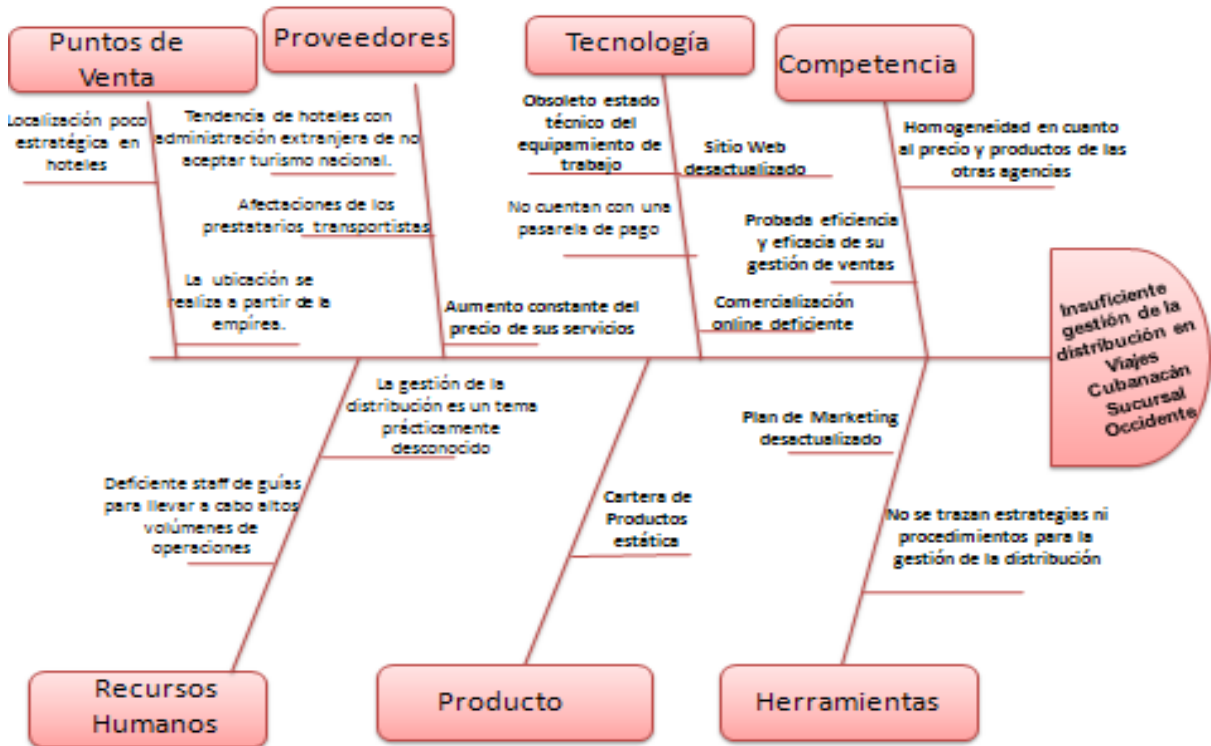 Puntos de
Venta
Proveedores
Tecnología
Competencia
Localización poco
estratégica en
hoteles
Tendencia de hoteles con
administración extranjera de no
aceptar turismo nacional.
Afectaciones de los
prestatarios transportistas
La ubicación se
realiza a partir de la
empírea.
Aumento constante del
precio de sus servicios
Obsoleto estado
técnico del
equipamiento de
trabajo
Sitio Web
desactualizado
No cuentan con una
pasarela de pago
Comercialización
online deficiente
Homogeneidad en cuanto
al precio y productos de las
otras agencias
Probada eficiencia
y eficacia de su
gestión de ventas
Insuficiente
gestión de la
distribución en
Viajes
Cubanacán
Sucursal
Occidente
La gestión de la
distribución es un tema
prácticamente
desconocido
Deficiente staff de guías
para llevar a cabo altos
volúmenes de
operaciones
Cartera de
Productos
estática
Plan de Marketing
desactualizado
No se trazan estrategias ni
procedimientos para la
gestión de la distribución
Recursos
Humanos
Producto
Herramientas